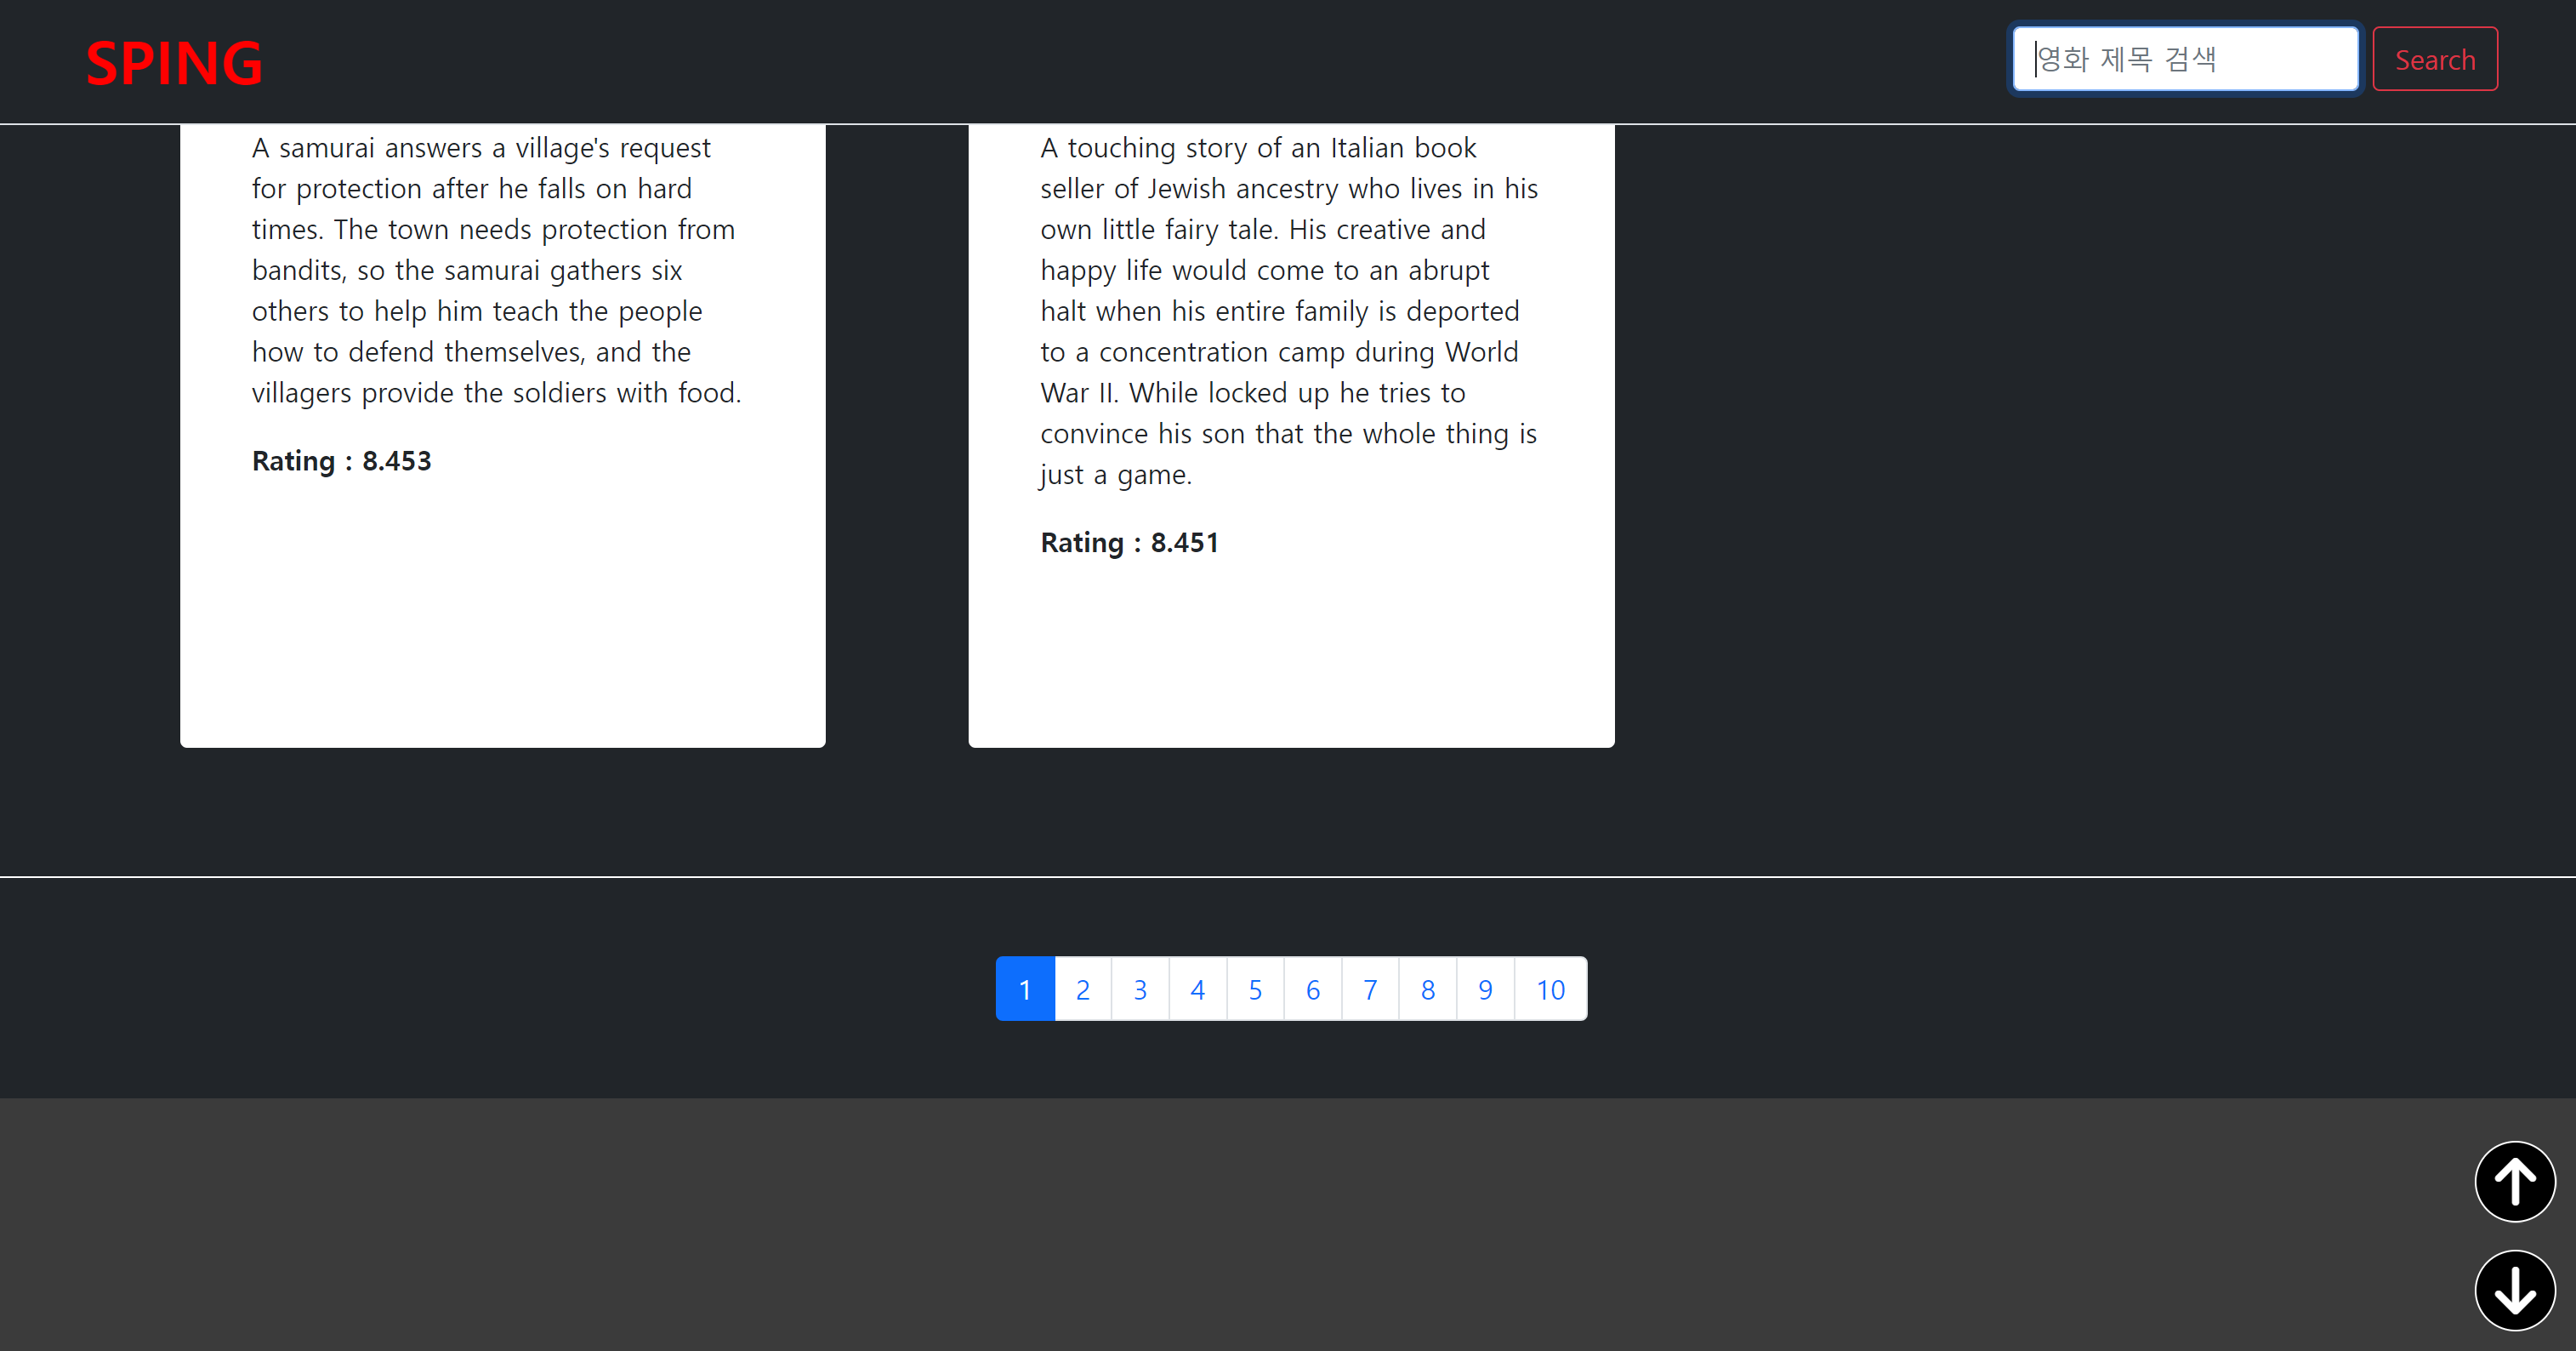 SPING
영화 제목 검색
Search
A samurai answers a village's request
for protection after he falls on hard
times. The town needs protection from
bandits, so the samurai gathers six
others to help him teach the people
how to defend themselves, and the
villagers provide the soldiers with food.
Rating : 8.453
A touching story of an Italian book
seller of Jewish ancestry who lives in his
own little fairy tale. His creative and
happy life would come to an abrupt
halt when his entire family is deported
to a concentration camp during World
War II. While locked up he tries to
convince his son that the whole thing is
just a game.
Rating : 8.451
1 2 3 4 5 6 7 8 9 10